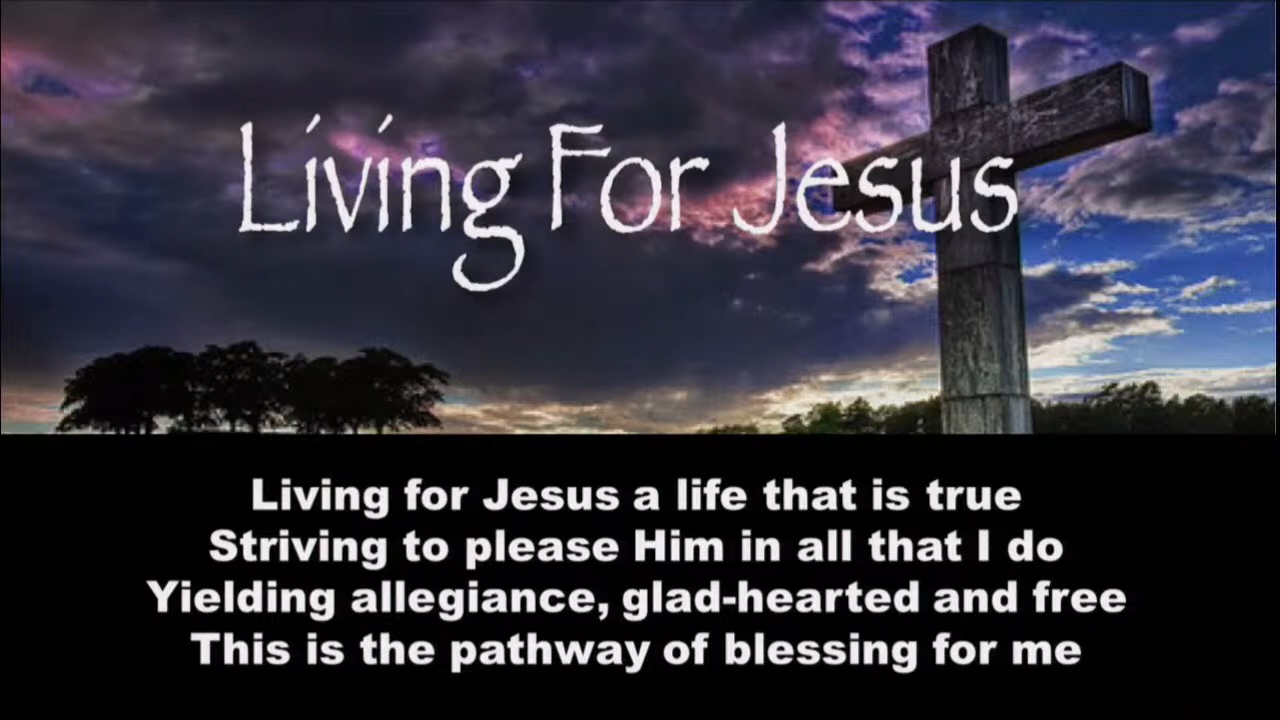 Living For Jesus
Living for Jesus a life that is true
Striving to please Him in all that I do
Yielding allegiance, glad-hearted and free
This is the pathway of blessing for me